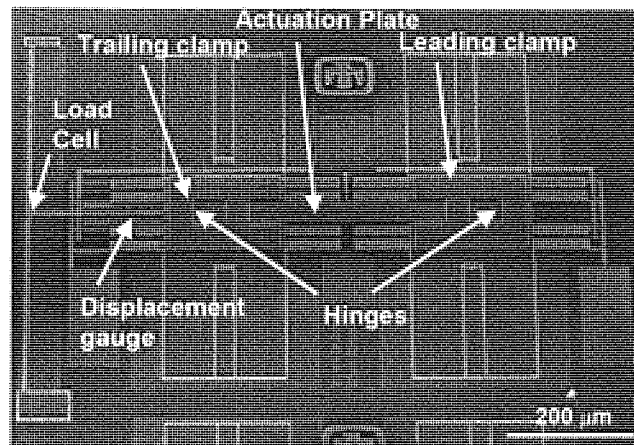 Actuation Plate
Trailing clamp
Leading clamp
Load
Cell
Displacement
gauge
Hinges
200 μm